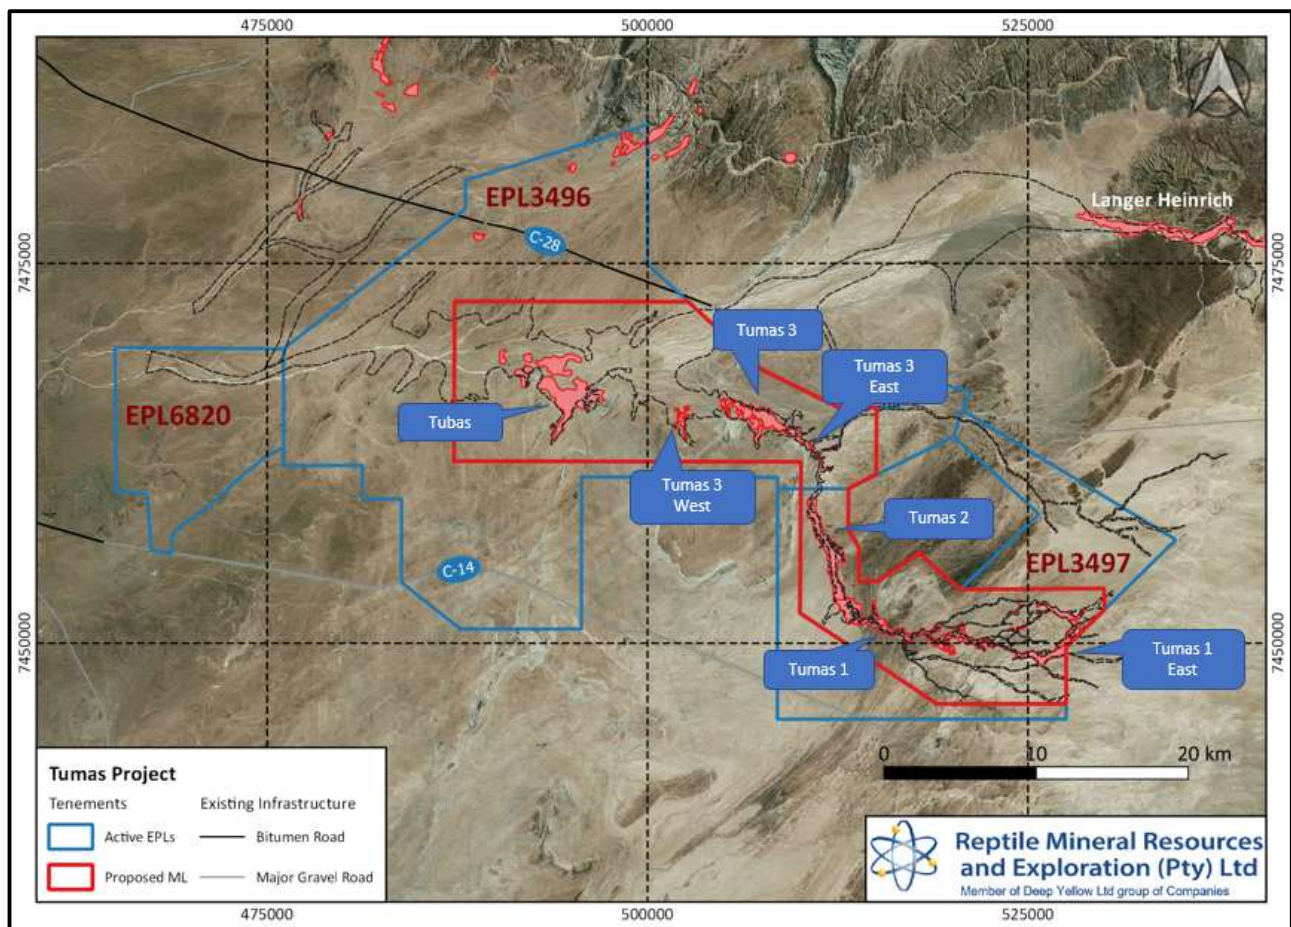 475000
500000
525000
Langer Heinrich
EPL3496
C-28
7475000
7475000
Tumas 3
Tumas 3
East
EPL6820
Tubas
Tumas 3
West
Tumas 2
EPL3497
C-14
7450000
7450000
Tumas 1
Tumas 1
East
0 10 20 km
Tumas Project
Tenements Existing Infrastructure
Active EPLs Bitumen Road
Proposed ML Major Gravel Road
Reptile Mineral Resources
and Exploration (Pty) Ltd
Member of Deep Yellow Ltd group of Companies
475000
500000
525000